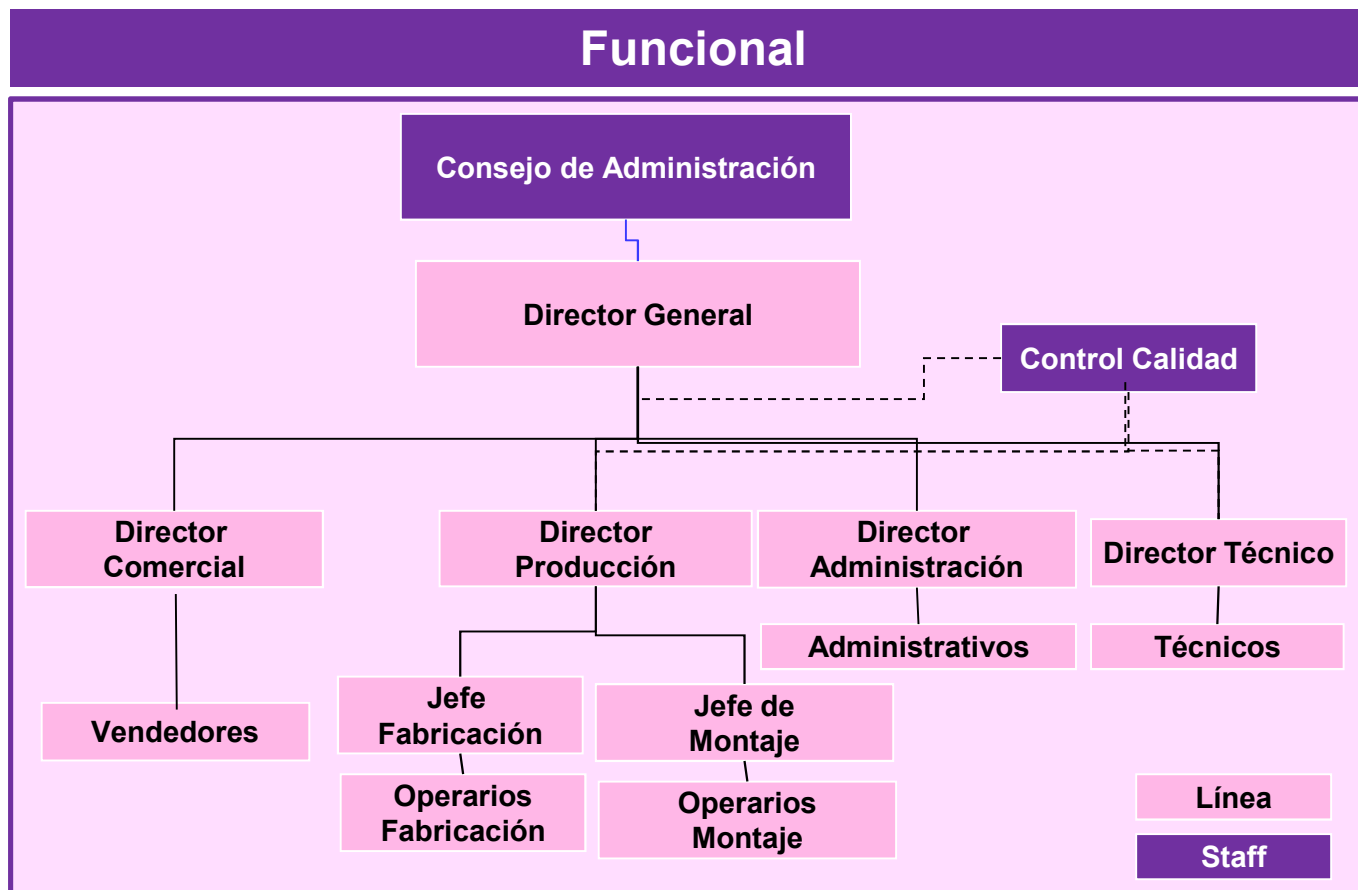 Funcional
Consejo de Administración
Director General
Control Calidad
Director
Comercial
Director
Producción
Director
Administración
Director Técnico
Administrativos
Técnicos
Vendedores
Jefe
Fabricación
Jefe de
Montaje
Operarios
Fabricación
Operarios
Montaje
Línea
Staff